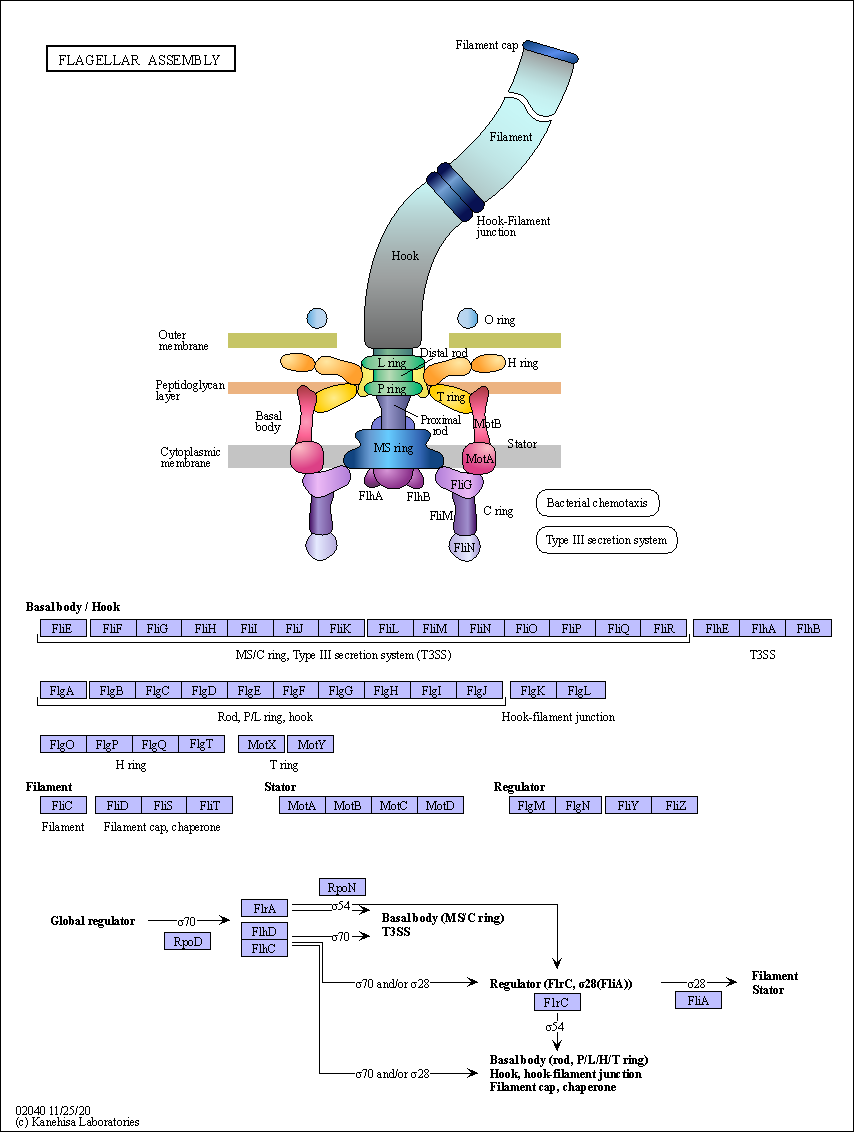 FLAGELLAR ASSEMBLY
Filament cap
Filament
Hook-Filament
junction
Hook
O ring
Outer
membrane
Distal rod
L ring
H ring
Peptidoglycan
layer
P ring
T ring
Basal
body
Proximal
rod
MotB
Stator
MS ring
Cytoplasmic
membrane
MotA
FliG
FlhA
FlhB
Bacterial chemotaxis
FliM
C ring
Type III secretion system
FliN
Basal body / Hook
FliE FliF FliG FliH FliI FliJ FliK FliL FliM FliN FliO FliP FliQ FliR FlhE FlhA FlhB
MS/C ring, Type III secretion system (T3SS) T3SS
FlgA FlgB FlgC FlgD FlgE FlgF FlgG FlgH FlgI FlgJ FlgK FlgL
Rod, P/L ring, hook Hook-filament junction
FlgO FlgP FlgQ FlgT MotX MotY
H ring T ring
Filament Stator Regulator
FliC FliD FliS FliT MotA MotB MotC MotD FlgM FlgN FliY FliZ
Filament Filament cap, chaperone
RpoN
FlrA
σ54
Basal body (MS/C ring)
T3SS
Global regulator
σ70
RpoD
FlhD
FlhC
σ70
σ70 and/or σ28
Regulator (FlrC, σ28(FliA))
FlrC
σ28
FliA
Filament
Stator
σ54
σ70 and/or σ28
Basal body (rod, P/L/H/T ring)
Hook, hook-filament junction
Filament cap, chaperone
02040 11/25/20
(c) Kanehisa Laboratories